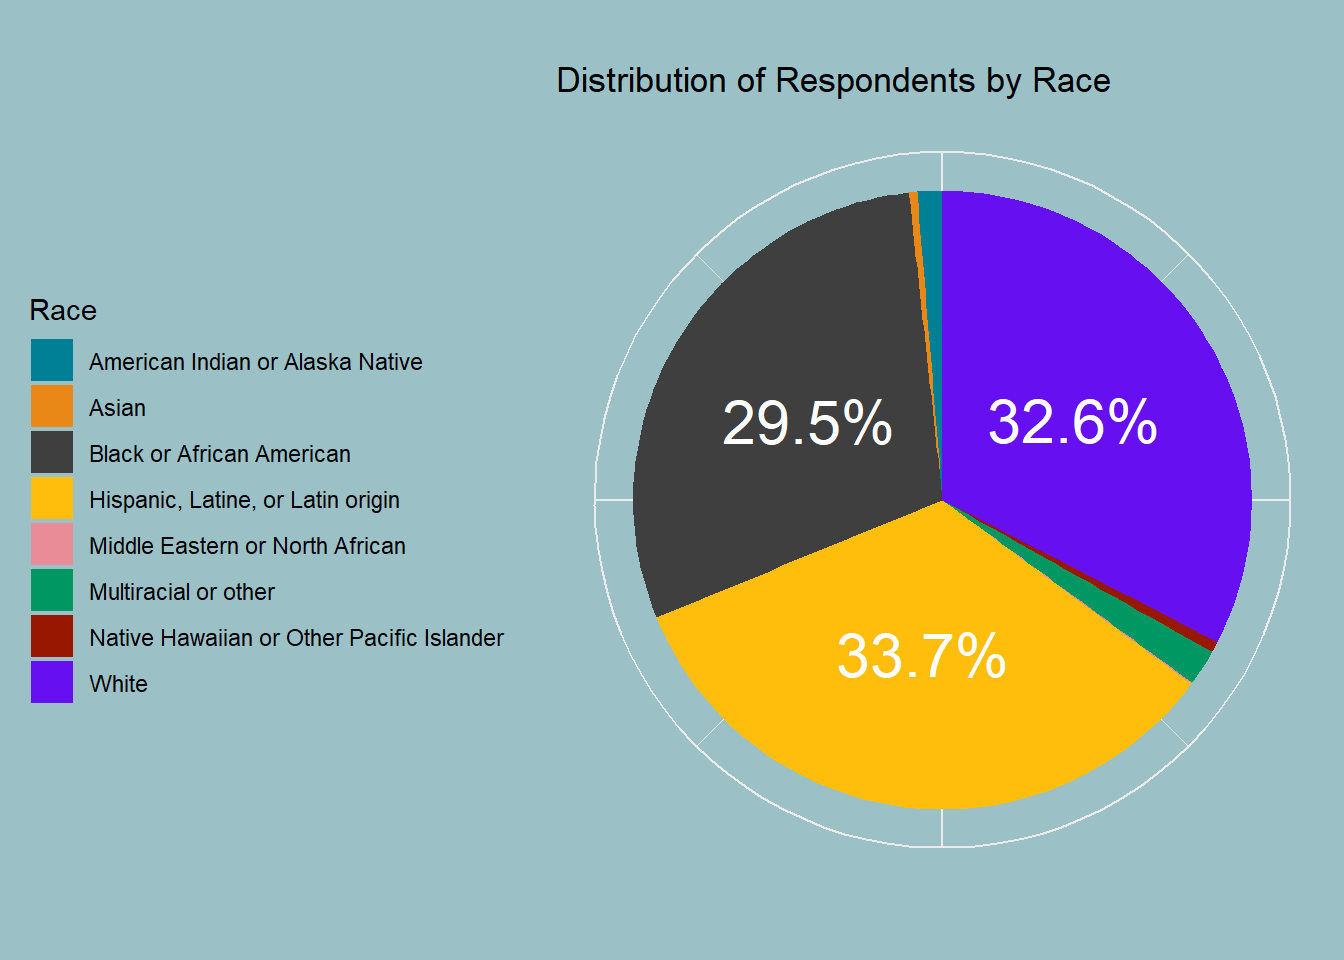 Distribution of Respondents by Race
Race
American Indian or Alaska Native
Asian
Black or African American
Hispanic, Latine, or Latin origin
Middle Eastern or North African
Multiracial or other
Native Hawaiian or Other Pacific Islander
White
29.5%
32.6%
33.7%